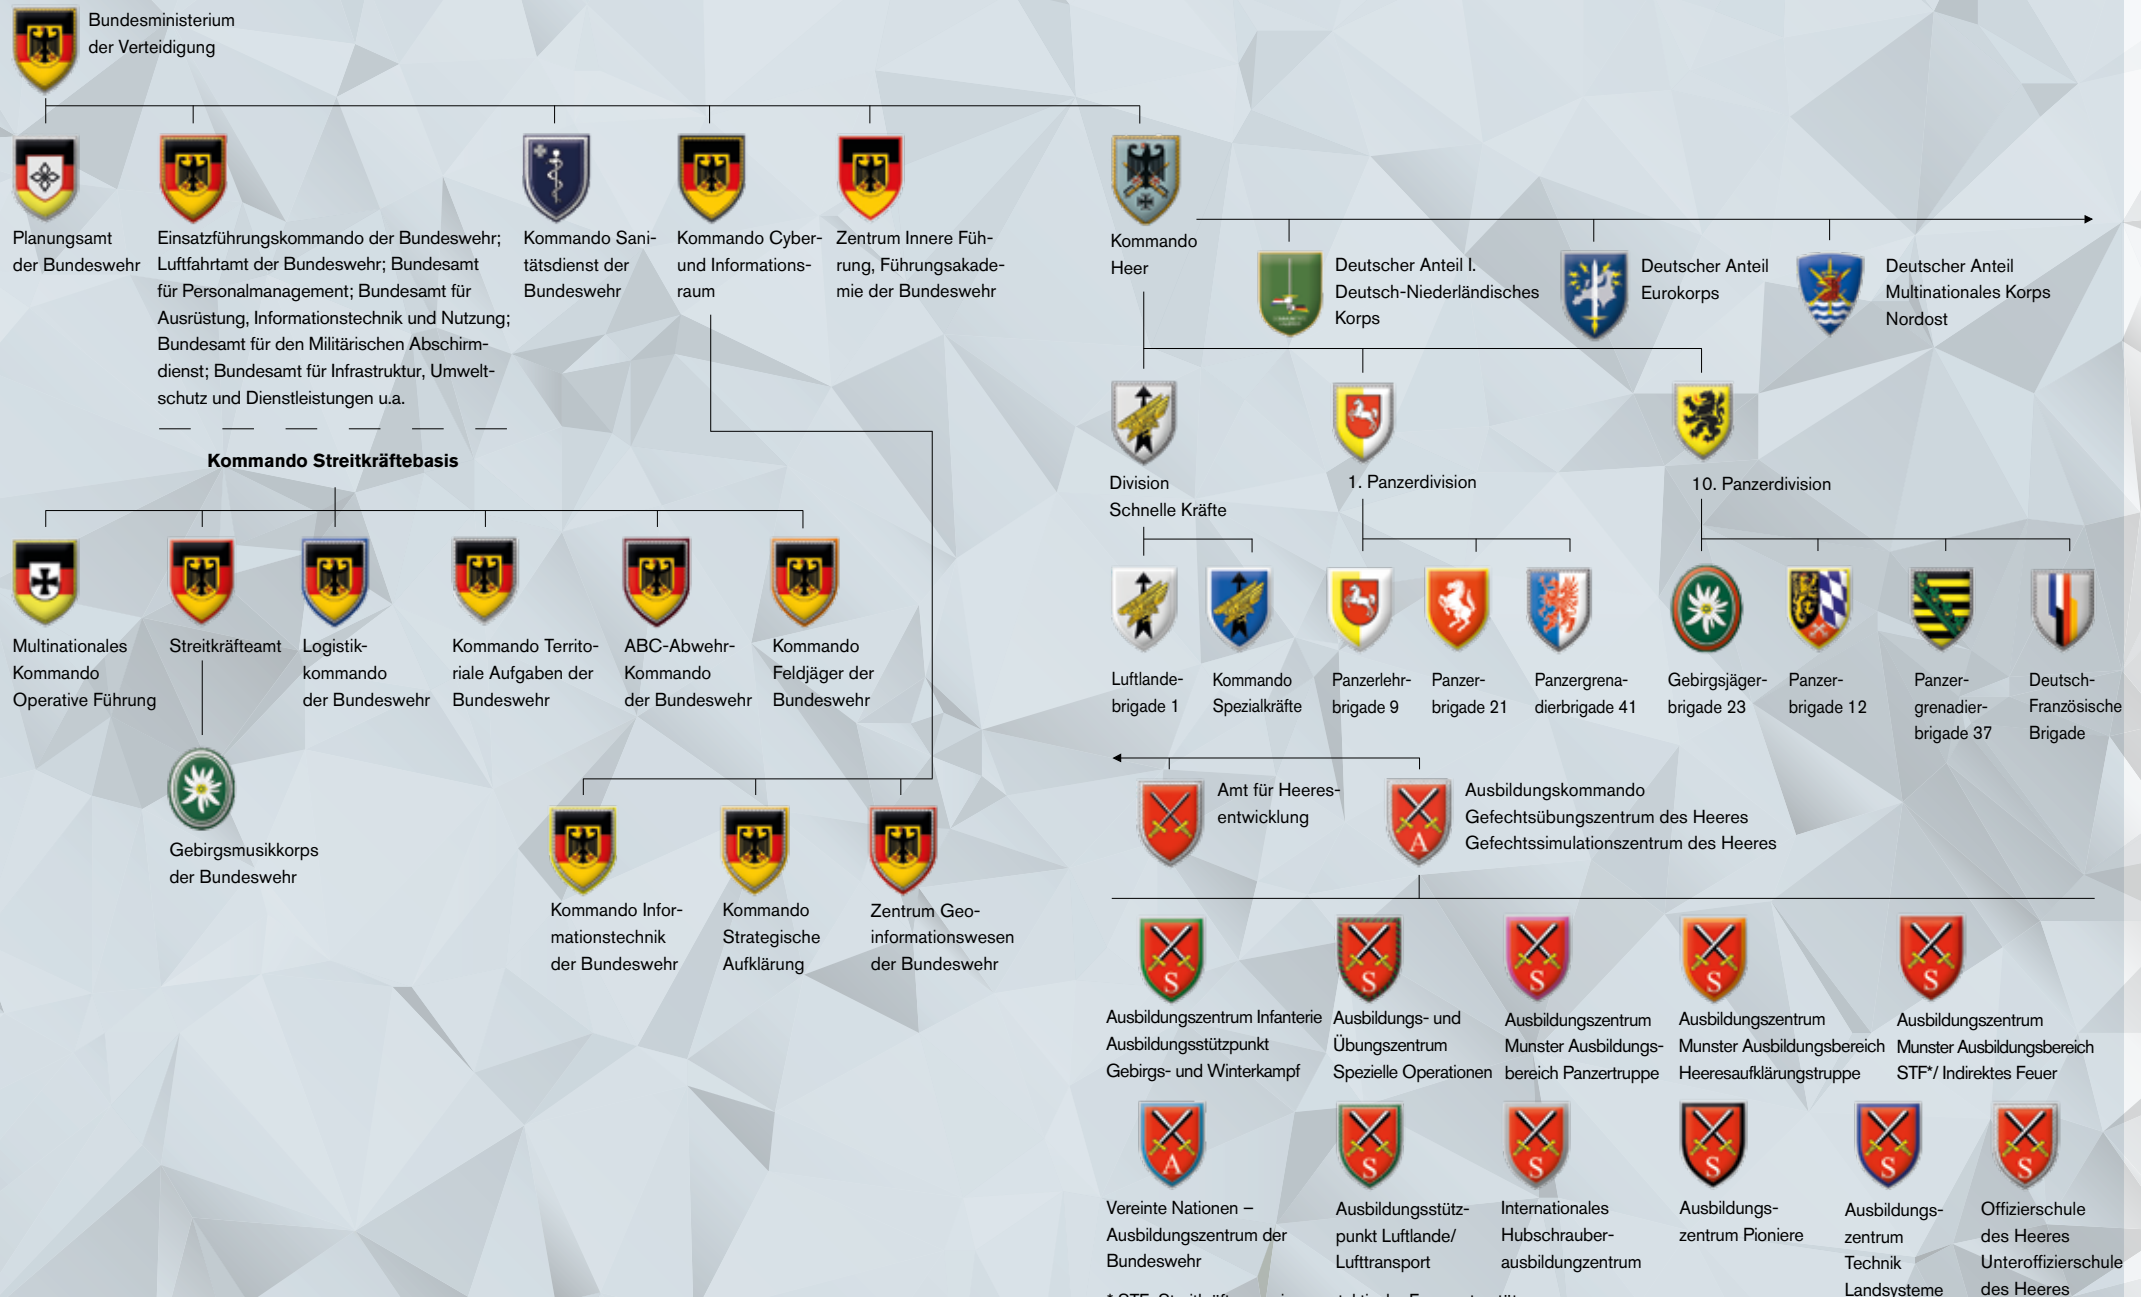 Bundesministerium
der Verteidigung
Planungsamt
der Bundeswehr
Einsatzführungskommando der Bundeswehr;
Luftfahrtamt der Bundeswehr; Bundesamt
für Personalmanagement; Bundesamt für
Ausrüstung, Informationstechnik und Nutzung;
Bundesamt für den Militärischen Abschirm-
dienst; Bundesamt für Infrastruktur, Umwelt-
schutz und Dienstleistungen u.a.
Kommando Sani-
tätsdienst der
Bundeswehr
Kommando Cyber-
und Informations-
raum
Zentrum Innere Füh-
rung, Führungsakade-
mie der Bundeswehr
Kommando
Heer
Deutscher Anteil I.
Deutsch-Niederländisches
Korps
Deutscher Anteil
Eurokorps
Deutscher Anteil
Multinationales Korps
Nordost
Kommando Streitkräftebasis
Multinationales
Kommando
Operative Führung
Streitkräfteamt
Logistik-
kommando
der Bundeswehr
Kommando Territo-
riale Aufgaben der
Bundeswehr
ABC-Abwehr-
Kommando
der Bundeswehr
Kommando
Feldjäger der
Bundeswehr
Gebirgsmusikkorps
der Bundeswehr
Kommando Infor-
mationstechnik
der Bundeswehr
Kommando
Strategische
Aufklärung
Zentrum Geo-
informationswesen
der Bundeswehr
Division
Schnelle Kräfte
1. Panzerdivision
10. Panzerdivision
Luftlande-
brigade 1
Kommando
Spezialkräfte
Panzerlehr-
brigade 9
Panzer-
brigade 21
Panzergrena-
dierbrigade 41
Gebirgsjäger-
brigade 23
Panzer-
brigade 12
Panzer-
grenadier-
brigade 37
Deutsch-
Französische
Brigade
Amt für Heeres-
entwicklung
A
Ausbildungskommando
Gefechtsübungszentrum des Heeres
Gefechtssimulationszentrum des Heeres
S
Ausbildungszentrum Infanterie
Ausbildungsstützpunkt
Gebirgs- und Winterkampf
S
Ausbildungs- und
Übungszentrum
Spezielle Operationen
S
Ausbildungszentrum
Munster Ausbildungs-
bereich Panzertruppe
S
Ausbildungszentrum
Munster Ausbildungsbereich
Heeresaufklärungstruppe
S
Ausbildungszentrum
Munster Ausbildungsbereich
STF*/ Indirektes Feuer
A
Vereinte Nationen –
Ausbildungszentrum der
Bundeswehr
S
Ausbildungsstütz-
punkt Luftlande/
Lufttransport
S
Internationales
Hubschrauber-
ausbildungzentrum
S
Ausbildungs-
zentrum Pioniere
S
Ausbildungs-
zentrum
Technik
Landsysteme
S
Offizierschule
des Heeres
Unteroffizierschule
des Heeres